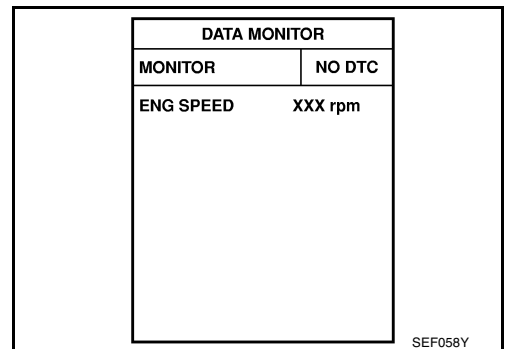 DATA MONITOR
MONITOR NO DTC
ENG SPEED XXX rpm
SEF058Y